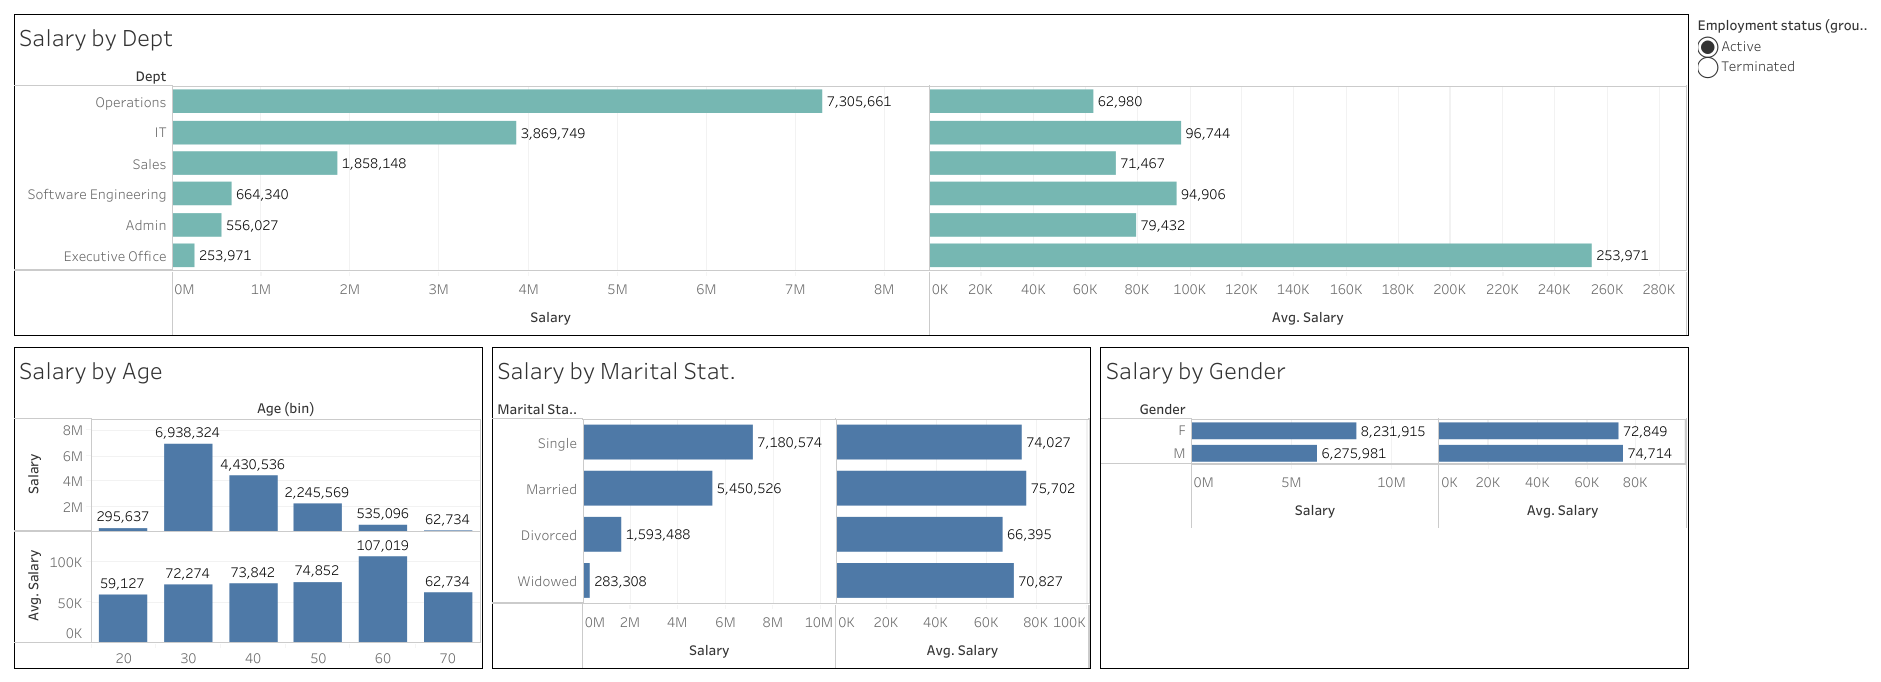 Salary by Dept
Employment status (grou..
Active
Terminated
Dept
Operations 7,305,661 62,980
IT 3,869,749 96,744
Sales 1,858,148 71,467
Software Engineering 664,340 94,906
Admin 556,027 79,432
Executive Office 253,971 253,971
0M 1M 2M 3M 4M 5M 6M 7M 8M 0K 20K 40K 60K 80K 100K 120K 140K 160K 180K 200K 220K 240K 260K 280K
Salary Avg. Salary
Salary by Age
Age (bin)
Salary
8M
6M
4M
2M
295,637 6,938,324 4,430,536 2,245,569 535,096 62,734
Avg. Salary
100K
50K
0K
59,127 72,274 73,842 74,852 107,019 62,734
20 30 40 50 60 70
Salary by Marital Stat.
Marital Sta..
Single 7,180,574 74,027
Married 5,450,526 75,702
Divorced 1,593,488 66,395
Widowed 283,308 70,827
0M 2M 4M 6M 8M 10M 0K 20K 40K 60K 80K 100K
Salary Avg. Salary
Salary by Gender
Gender
F 8,231,915 72,849
M 6,275,981 74,714
0M 5M 10M 0K 20K 40K 60K 80K
Salary Avg. Salary